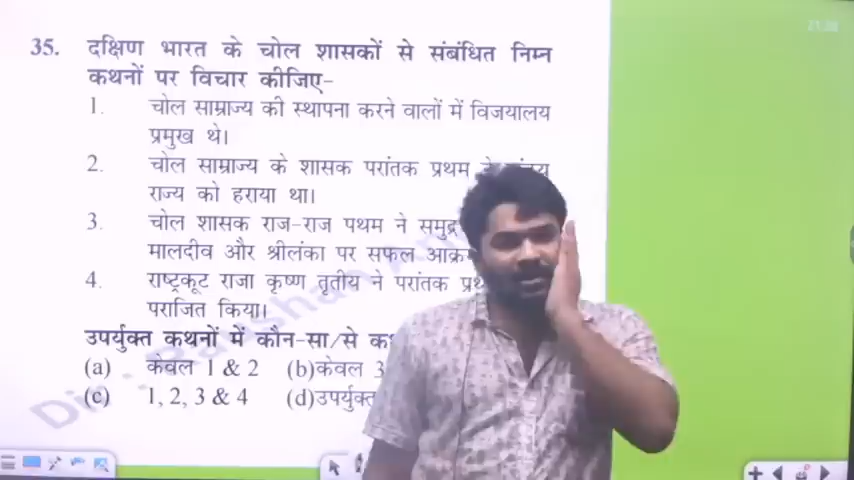 35. दक्षिण भारत के चोल शासकों से संबंधित निम्न
कथनों पर विचार कीजिए-
1. चोल साम्राज्य की स्थापना करने वालों में विजयालय
प्रमुख थे।
2. चोल साम्राज्य के शासक परांतक प्रथम
राज्य को हराया था।
3. चोल शासक राज-राज पथम ने समुद्र
मालदीव और श्रीलंका पर सफल
4. राष्ट्रकूट राजा कृष्ण तृतीय ने परांतक
पराजित किया।
उपर्युक्त कथनों में कौन-सा/से
(a) केवल 1 & 2 (b)केवल 3
(c) 1, 2, 3 & 4 (d)उपर्युक्त